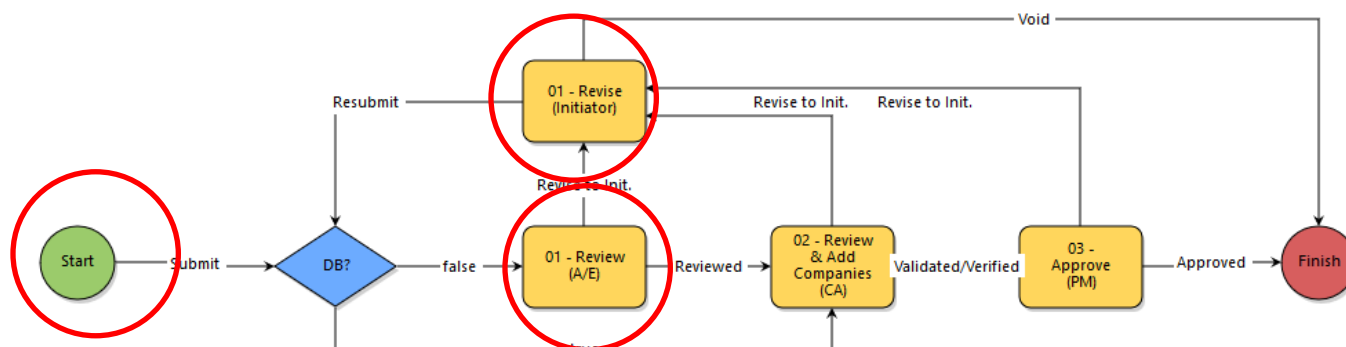 Void
01 - Revise
(Initiator)
Resubmit
Revise to Init.
Revise to Init.
Revise to Init.
Start
Submit
DB?
false
01 - Review
(A/E)
Reviewed
02 - Review
& Add
Companies
(CA)
Validated/Verified
03 -
Approve
(PM)
Approved
Finish